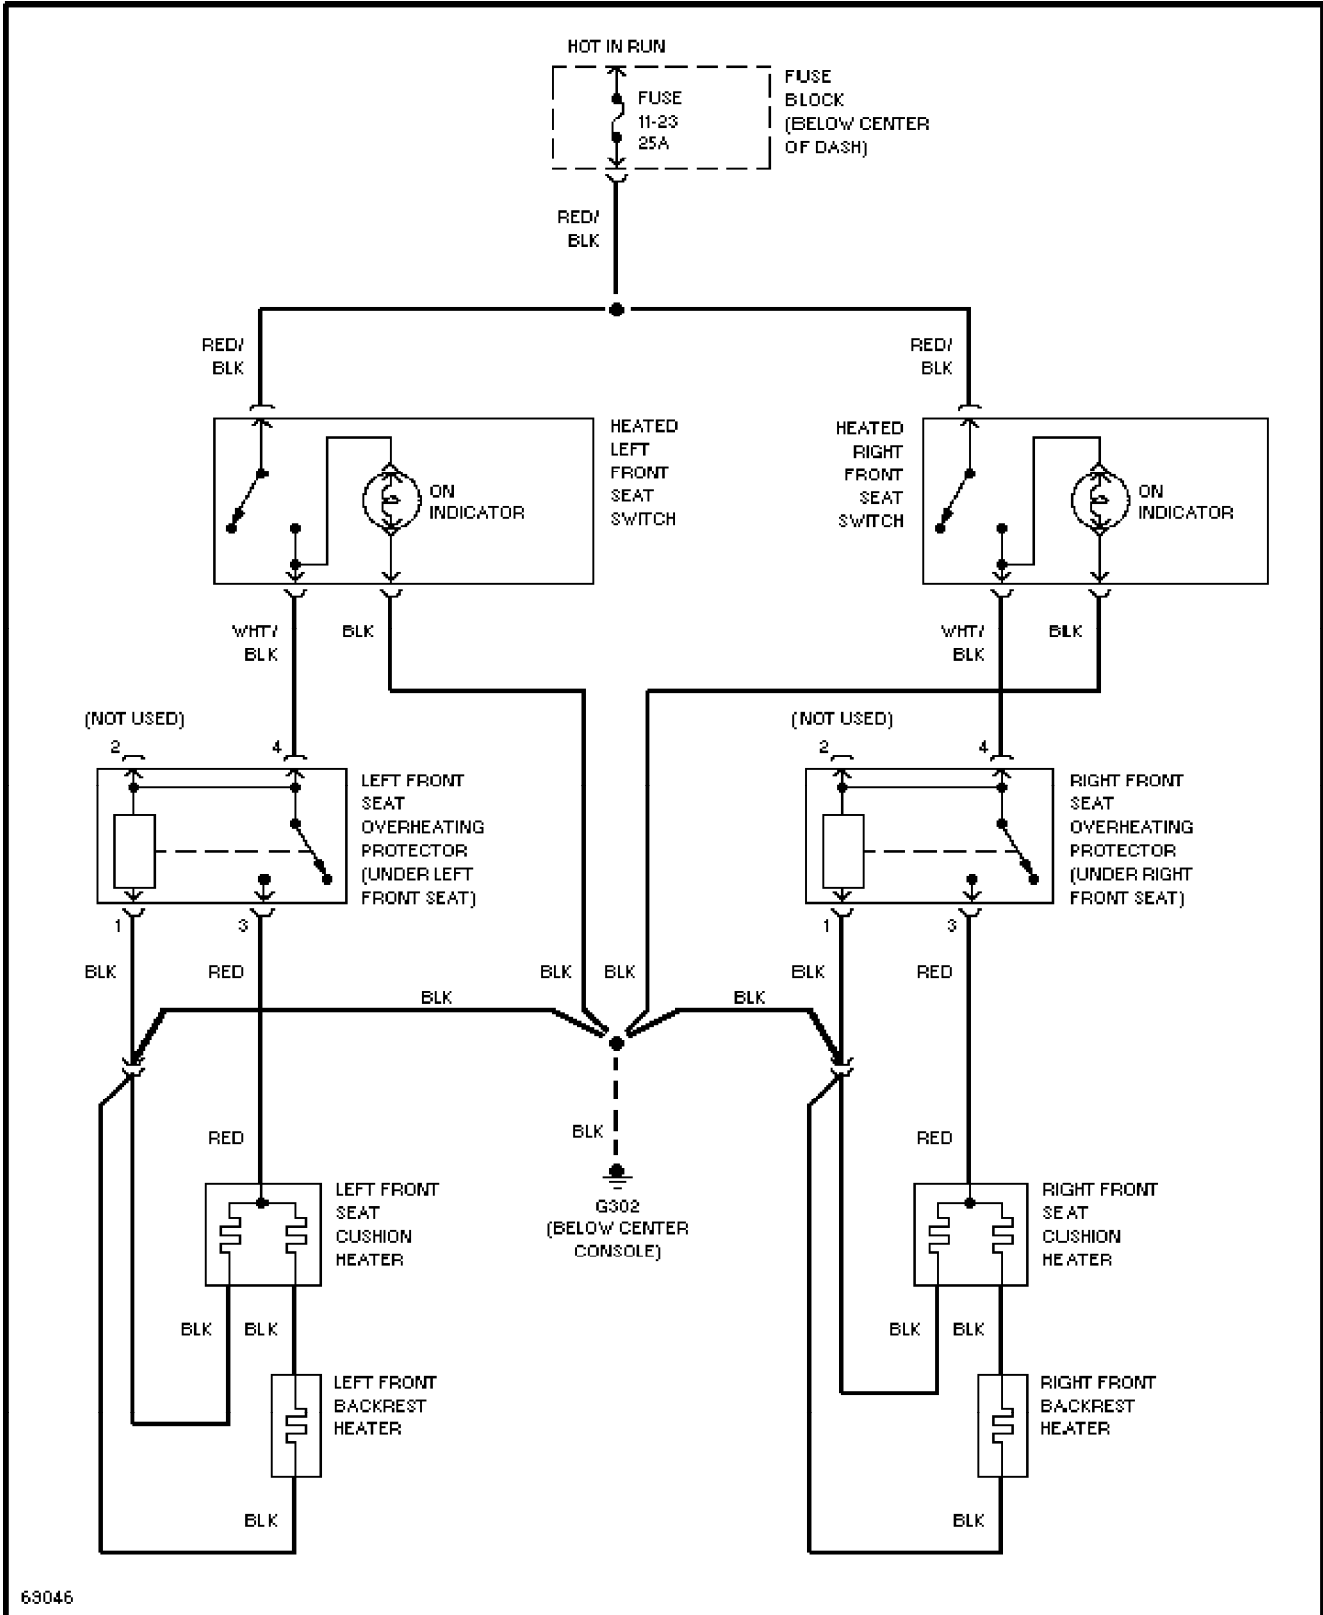 HOT IN RUN
FUSE
11-23
25A
FUSE
BLOCK
(BELOW CENTER
OF DASH)
RED/
BLK
RED/
BLK
RED/
BLK
HEATED
LEFT
FRONT
SEAT
SWITCH
ON
INDICATOR
HEATED
RIGHT
FRONT
SEAT
SWITCH
ON
INDICATOR
WHT/
BLK
BLK
WHT/
BLK
BLK
(NOT USED)
2
4
LEFT FRONT
SEAT
OVERHEATING
PROTECTOR
(UNDER LEFT
FRONT SEAT)
(NOT USED)
2
4
RIGHT FRONT
SEAT
OVERHEATING
PROTECTOR
(UNDER RIGHT
FRONT SEAT)
1
3
1
3
BLK
RED
BLK
BLK
BLK
RED
BLK
BLK
RED
BLK
RED
G302
(BELOW CENTER
CONSOLE)
LEFT FRONT
SEAT
CUSHION
HEATER
RIGHT FRONT
SEAT
CUSHION
HEATER
BLK
BLK
BLK
BLK
LEFT FRONT
BACKREST
HEATER
RIGHT FRONT
BACKREST
HEATER
BLK
BLK
69046